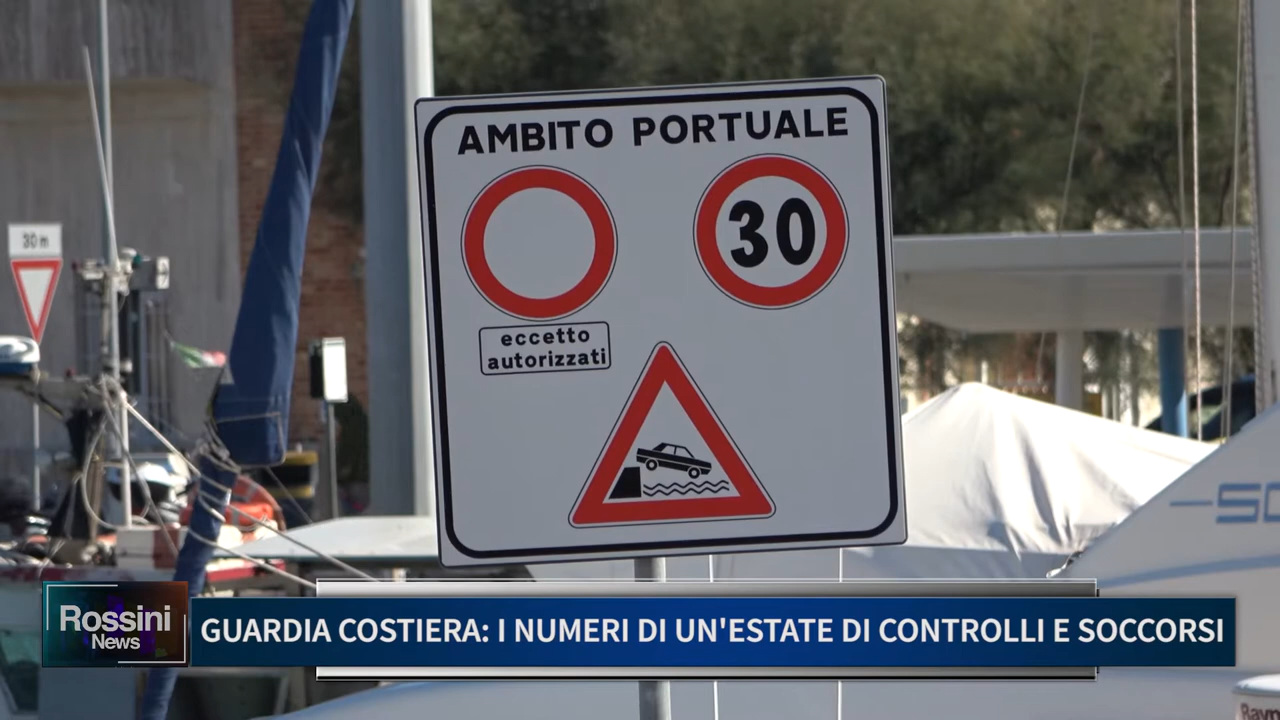 AMBITO PORTUALE
30
eccetto
autorizzati
30 m
Rossini
News
GUARDIA COSTIERA: I NUMERI DI UN'ESTATE DI CONTROLLI E SOCCORSI